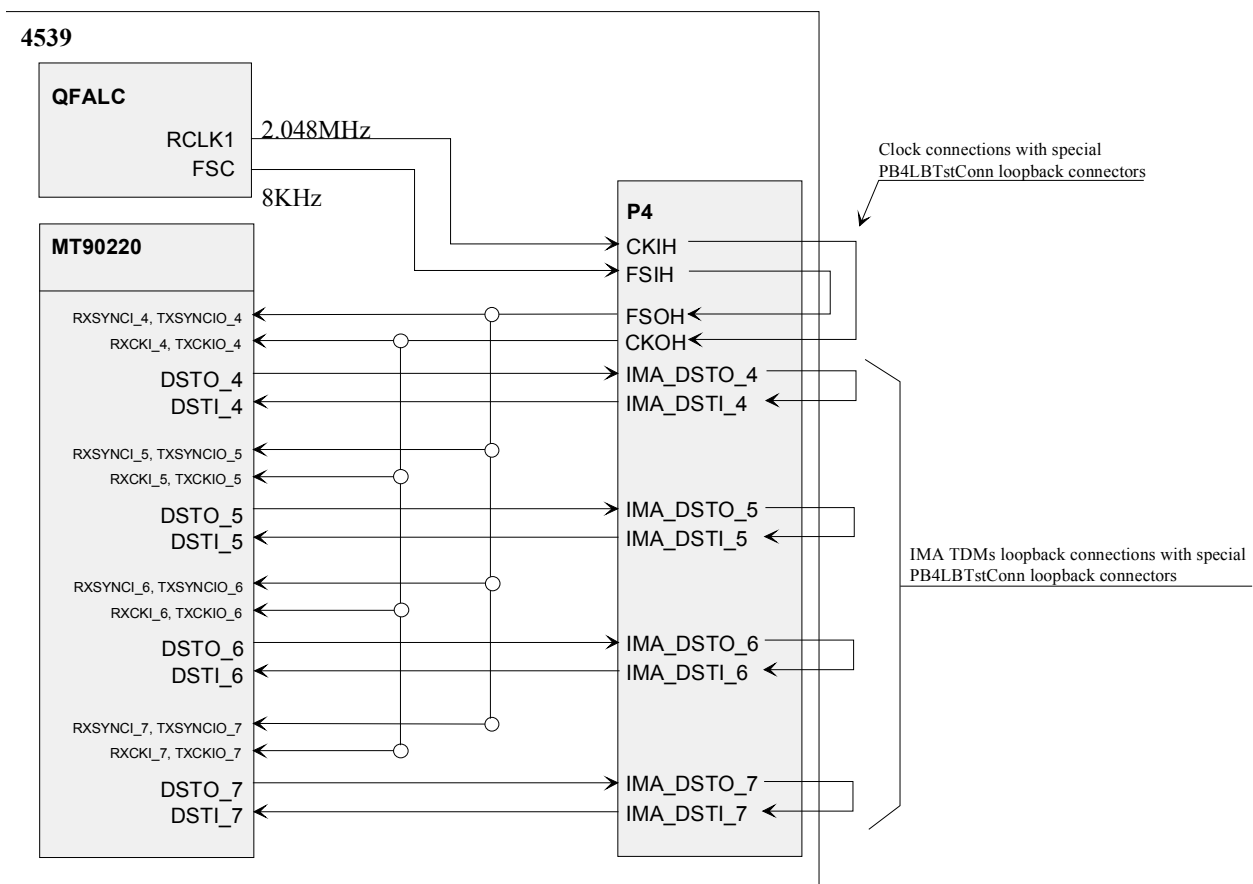 4539
QFALC
RCLK1
FSC
2.048MHz
8KHz
Clock connections with special
PB4LBTstConn loopback connectors
P4
CKIH
FSIH
FSOH
CKOH
IMA_DSTO_4
IMA_DSTI_4
IMA_DSTO_5
IMA_DSTI_5
IMA_DSTO_6
IMA_DSTI_6
IMA_DSTO_7
IMA_DSTI_7
MT90220
RXSYNCI_4, TXSYNCIO_4
RXCKI_4, TXCKIO_4
DSTO_4
DSTI_4
RXSYNCI_5, TXSYNCIO_5
RXCKI_5, TXCKIO_5
DSTO_5
DSTI_5
RXSYNCI_6, TXSYNCIO_6
RXCKI_6, TXCKIO_6
DSTO_6
DSTI_6
RXSYNCI_7, TXSYNCIO_7
RXCKI_7, TXCKIO_7
DSTO_7
DSTI_7
IMA TDMs loopback connections with special
PB4LBTstConn loopback connectors